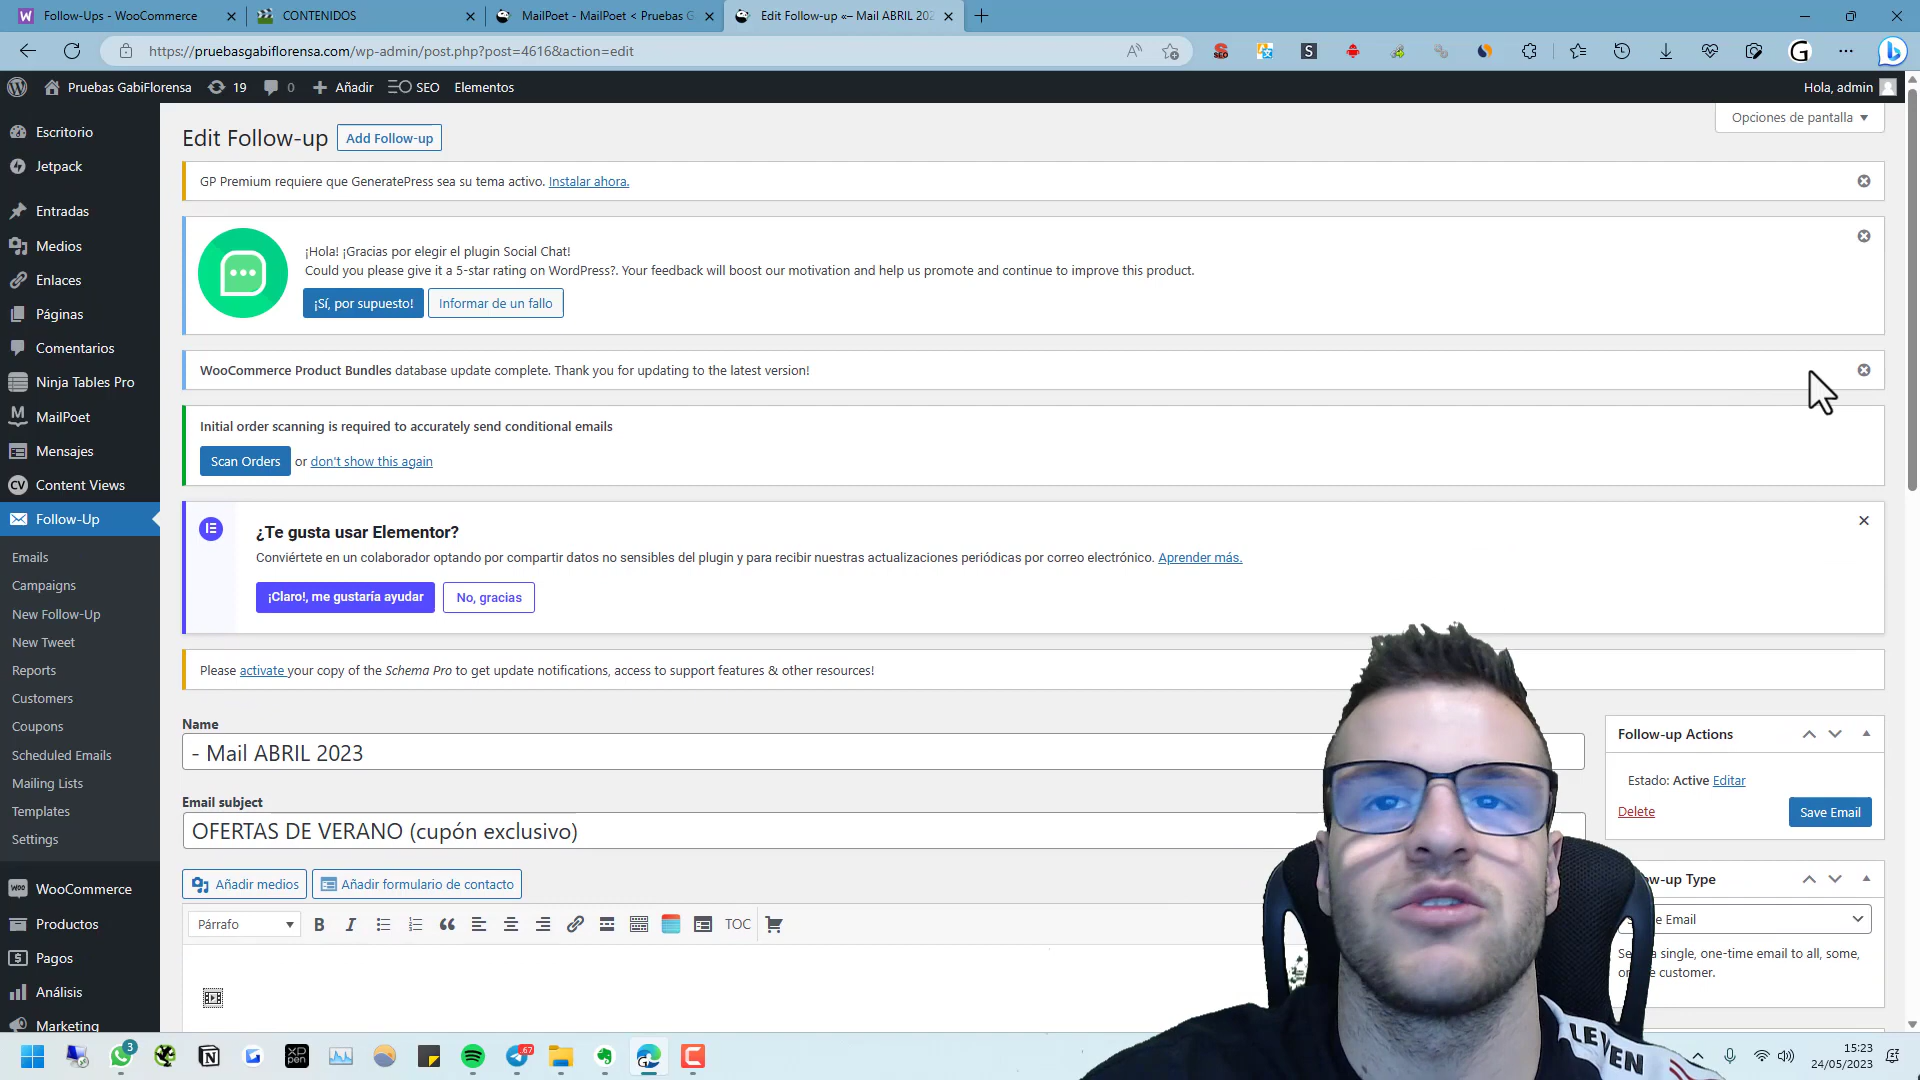 Follow-Ups - WooCommerce
CONTENIDOS
MailPoet - MailPoet < Pruebas G
Edit Follow-up «– Mail ABRIL 202
https://pruebasgabiflorensa.com/wp-admin/post.php?post=4616&action=edit
Pruebas GabiFlorensa
19
0
Añadir
SEO
Elementos
Hola, admin
Opciones de pantalla
Escritorio
Jetpack
Entradas
Medios
Enlaces
Páginas
Comentarios
Ninja Tables Pro
MailPoet
Mensajes
Content Views
Follow-Up
Emails
Campaigns
New Follow-Up
New Tweet
Reports
Customers
Coupons
Scheduled Emails
Mailing Lists
Templates
Settings
WooCommerce
Productos
Pagos
Análisis
Marketing
Edit Follow-up
Add Follow-up
GP Premium requiere que GeneratePress sea su tema activo. Instalar ahora.
¡Hola! ¡Gracias por elegir el plugin Social Chat!
Could you please give it a 5-star rating on WordPress?. Your feedback will boost our motivation and help us promote and continue to improve this product.
¡Sí, por supuesto!
Informar de un fallo
WooCommerce Product Bundles database update complete. Thank you for updating to the latest version!
Initial order scanning is required to accurately send conditional emails
Scan Orders or don't show this again
¿Te gusta usar Elementor?
Conviértete en un colaborador optando por compartir datos no sensibles del plugin y para recibir nuestras actualizaciones periódicas por correo electrónico. Aprender más.
¡Claro!, me gustaría ayudar
No, gracias
Please activate your copy of the Schema Pro to get update notifications, access to support features & other resources!
Name
- Mail ABRIL 2023
Email subject
OFERTAS DE VERANO (cupón exclusivo)
Añadir medios
Añadir formulario de contacto
Párrafo
TOC
Follow-up Actions
Estado: Active Editar
Delete
Save Email
w-up Type
Email
a single, one-time email to all, some,
customer.
LEVEN
3
67
XP
PEN
15:23
24/05/2023